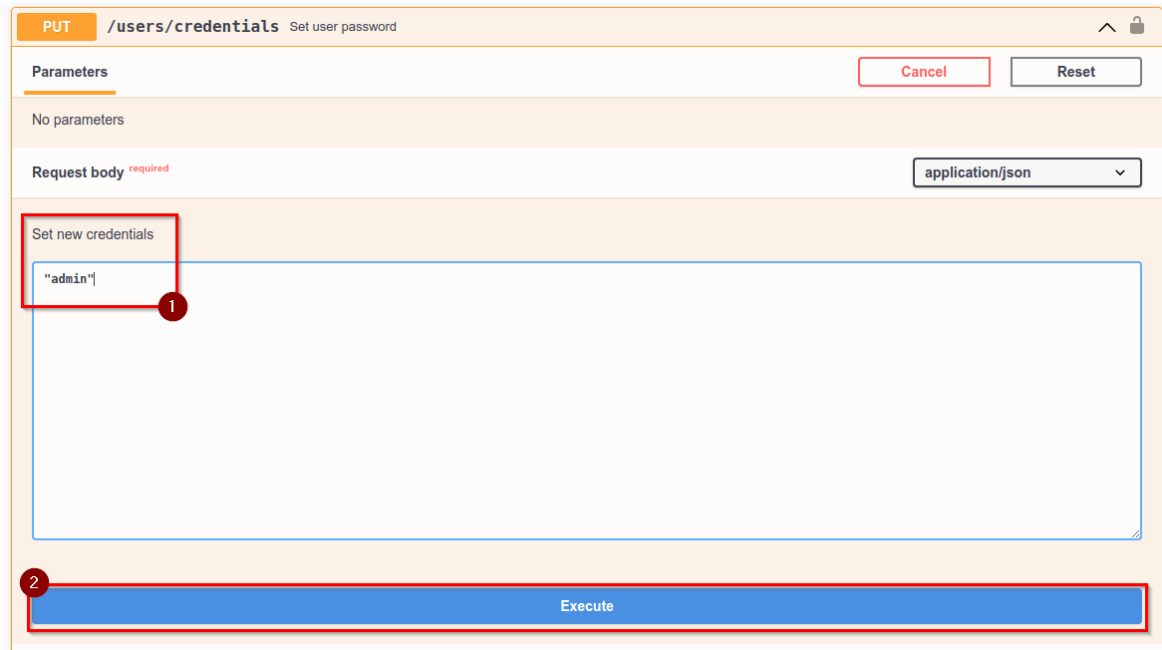 PUT /users/credentials Set user password
Parameters Cancel Reset
No parameters
Request body required application/json
Set new credentials
"admin"
1
2
Execute